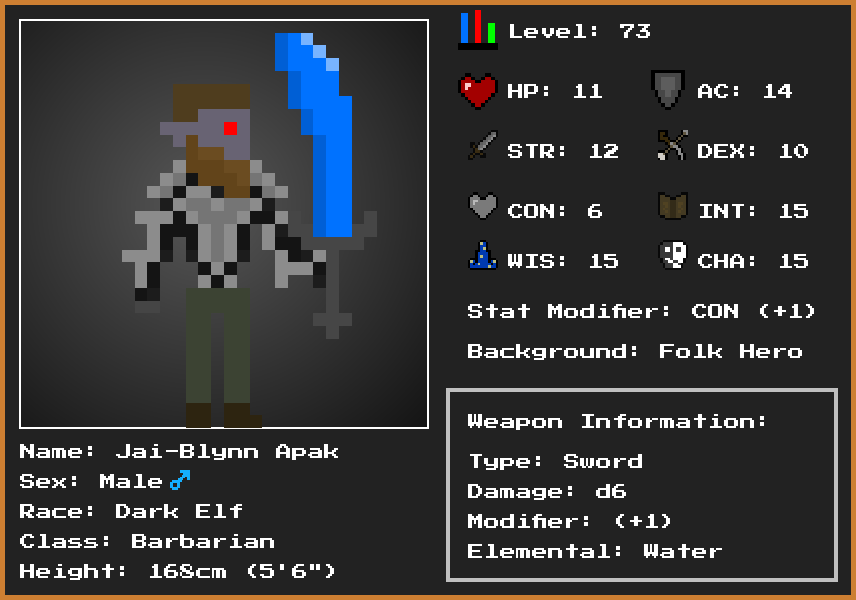 Level: 73
HP: 11
AC: 14
STR: 12
DEX: 10
CON: 6
INT: 15
WIS: 15
CHA: 15
Stat Modifier: CON (+1)
Background: Folk Hero
Weapon Information:
Type: Sword
Damage: d6
Modifier: (+1)
Elemental: Water
Name: Jai-Blynn Apak
Sex: Male♂
Race: Dark Elf
Class: Barbarian
Height: 168cm (5'6")